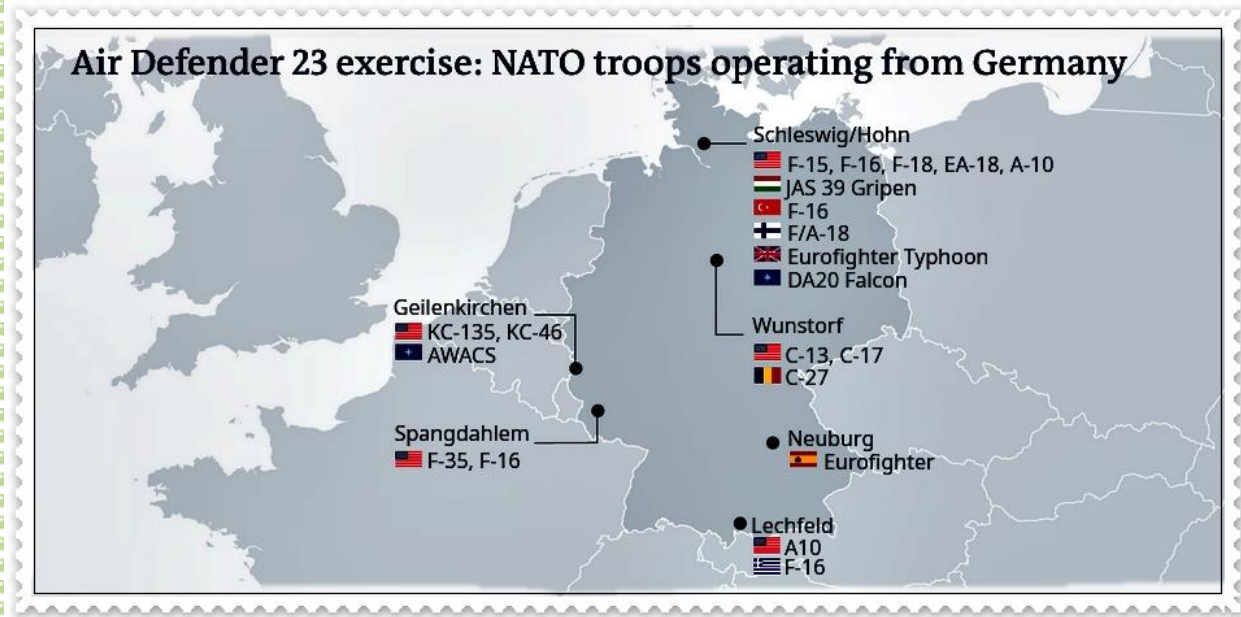 Air Defender 23 exercise: NATO troops operating from Germany
Schleswig/Hohn
F-15, F-16, F-18, EA-18, A-10
JAS 39 Gripen
F-16
F/A-18
Eurofighter Typhoon
DA20 Falcon
Geilenkirchen
KC-135, KC-46
AWACS
Wunstorf
C-13, C-17
C-27
Spangdahlem
F-35, F-16
Neuburg
Eurofighter
Lechfeld
A10
F-16